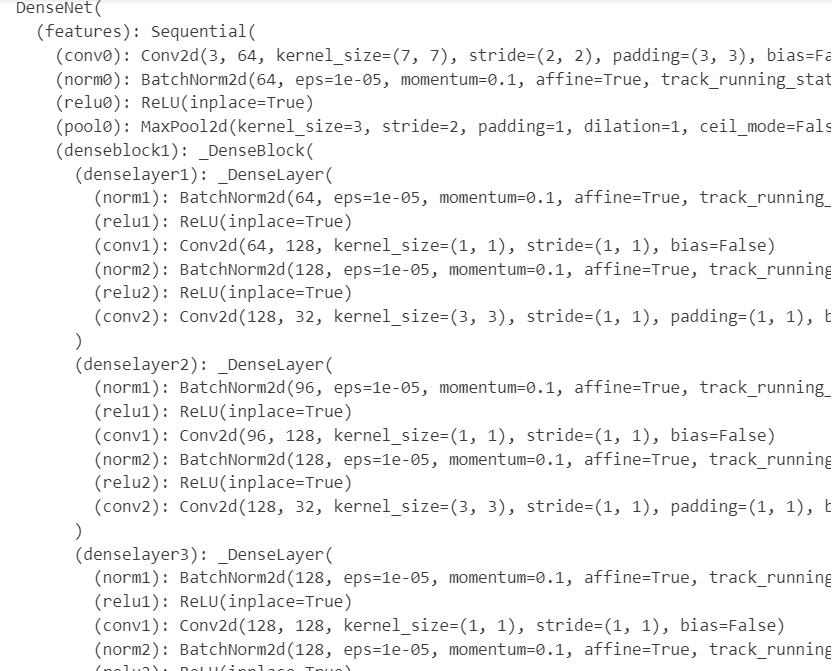 DenseNet(
(features): Sequential(
(conv0): Conv2d(3, 64, kernel_size=(7, 7), stride=(2, 2), padding=(3, 3), bias=Fa
(norm0): BatchNorm2d(64, eps=1e-05, momentum=0.1, affine=True, track_running_stat
(relu0): ReLU(inplace=True)
(pool0): MaxPool2d(kernel_size=3, stride=2, padding=1, dilation=1, ceil_mode=Fals
(denseblock1): _DenseBlock(
(denselayer1): _DenseLayer(
(norm1): BatchNorm2d(64, eps=1e-05, momentum=0.1, affine=True, track_running_
(relu1): ReLU(inplace=True)
(conv1): Conv2d(64, 128, kernel_size=(1, 1), stride=(1, 1), bias=False)
(norm2): BatchNorm2d(128, eps=1e-05, momentum=0.1, affine=True, track_running
(relu2): ReLU(inplace=True)
(conv2): Conv2d(128, 32, kernel_size=(3, 3), stride=(1, 1), padding=(1, 1), b
)
(denselayer2): _DenseLayer(
(norm1): BatchNorm2d(96, eps=1e-05, momentum=0.1, affine=True, track_running_
(relu1): ReLU(inplace=True)
(conv1): Conv2d(96, 128, kernel_size=(1, 1), stride=(1, 1), bias=False)
(norm2): BatchNorm2d(128, eps=1e-05, momentum=0.1, affine=True, track_running
(relu2): ReLU(inplace=True)
(conv2): Conv2d(128, 32, kernel_size=(3, 3), stride=(1, 1), padding=(1, 1), b
)
(denselayer3): _DenseLayer(
(norm1): BatchNorm2d(128, eps=1e-05, momentum=0.1, affine=True, track_running
(relu1): ReLU(inplace=True)
(conv1): Conv2d(128, 128, kernel_size=(1, 1), stride=(1, 1), bias=False)
(norm2): BatchNorm2d(128, eps=1e-05, momentum=0.1, affine=True, track_running
(relu2): ReLU(inplace=True)